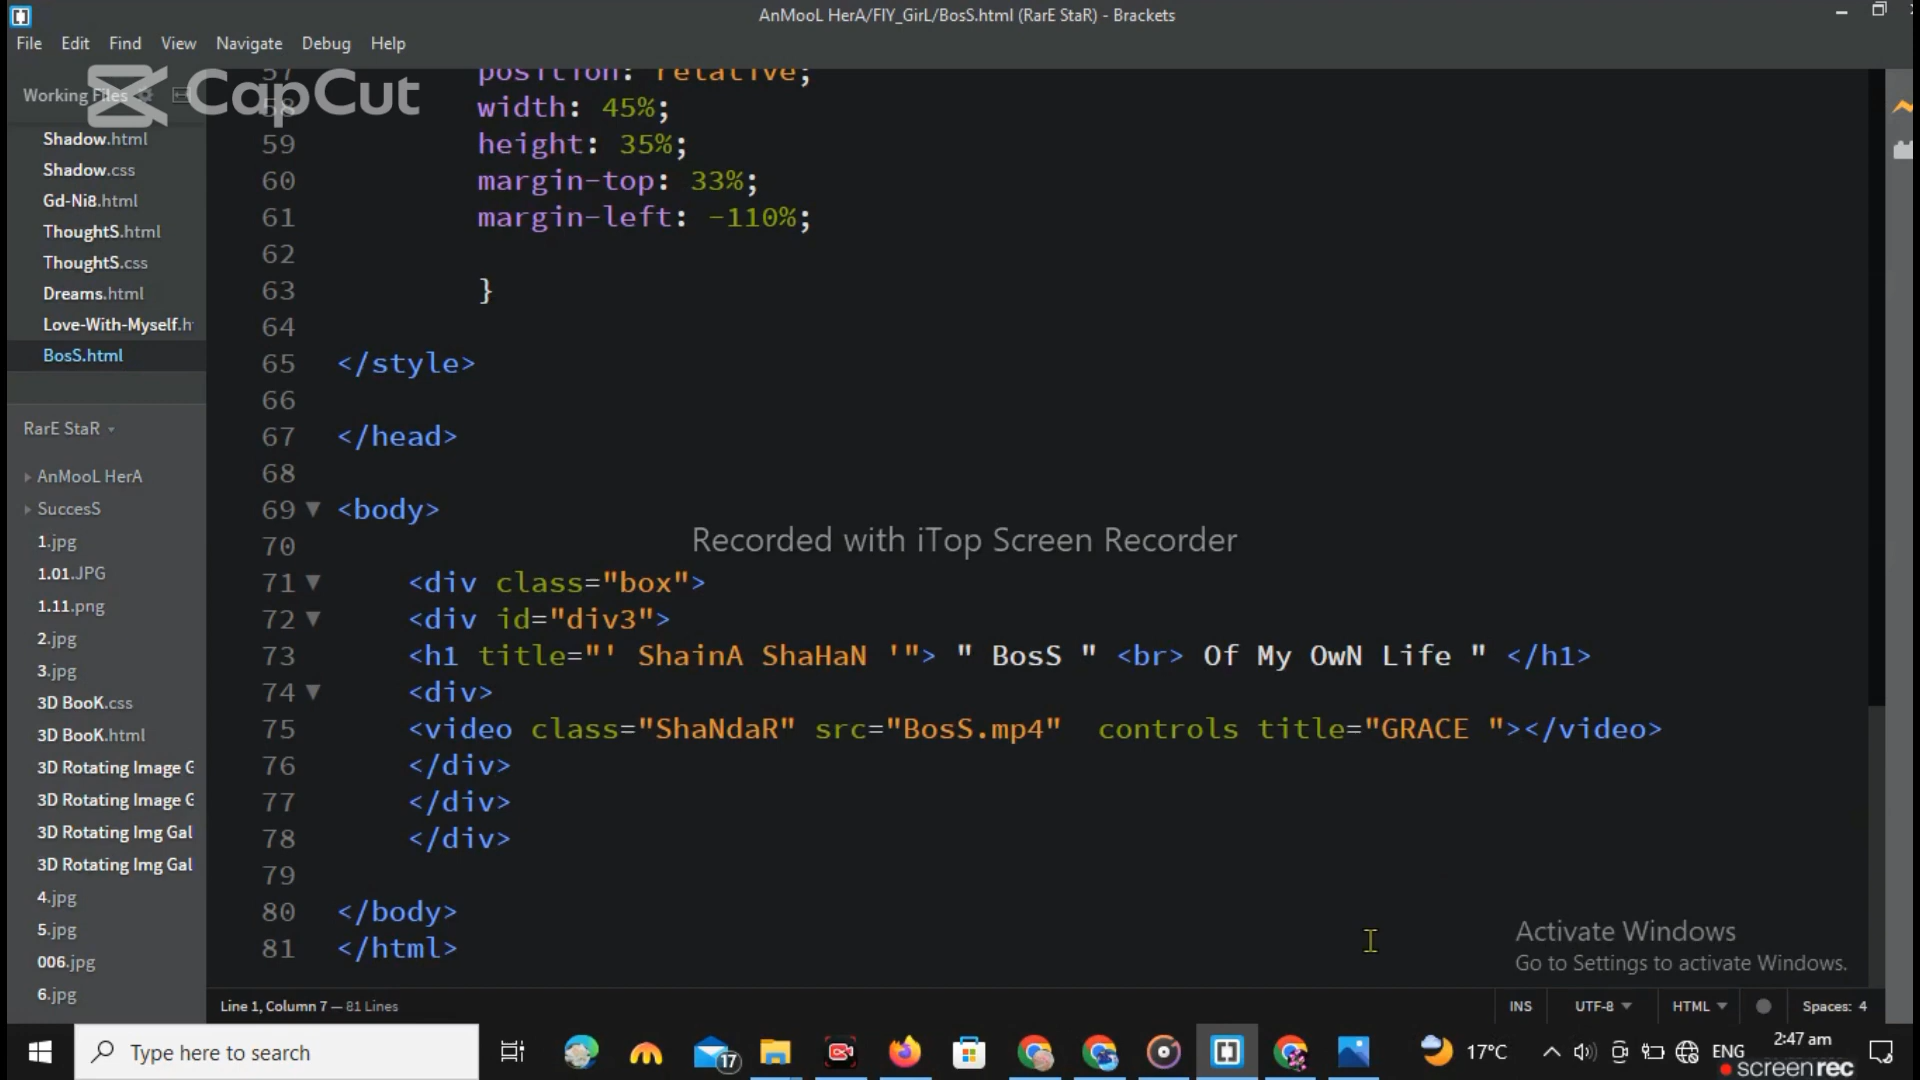 AnMooL HerA/FlY_GirL/BosS.html (RarE StaR) - Brackets
File Edit Find View Navigate Debug Help
Working Files
CapCut
Shadow.html
Shadow.css
Gd-Ni8.html
ThoughtS.html
ThoughtS.css
Dreams.html
Love-With-Myself.h
BosS.html
RarE StaR
AnMooL HerA
SuccesS
1.jpg
1.01.JPG
1.11.png
2.jpg
3.jpg
3D BooK.css
3D BooK.html
3D Rotating Image G
3D Rotating Image G
3D Rotating Img Gal
3D Rotating Img Gal
4.jpg
5.jpg
006.jpg
6.jpg
57 position: relative;
58 width: 45%;
59 height: 35%;
60 margin-top: 33%;
61 margin-left: -110%;
62
63 }
64
65 </style>
66
67 </head>
68
69 <body>
70
Recorded with iTop Screen Recorder
71 <div class="box">
72 <div id="div3">
73 <h1 title="' ShainA ShaHaN '"> " BosS " <br> Of My OwN Life " </h1>
74 <div>
75 <video class="ShaNdaR" src="BosS.mp4"  controls title="GRACE "></video>
76 </div>
77 </div>
78 </div>
79
80 </body>
81 </html>
Activate Windows
Go to Settings to activate Windows.
Line 1, Column 7 — 81 Lines
INS UTF-8 HTML Spaces: 4
Type here to search
17
17°C
ENG
2:47 am
screenrec